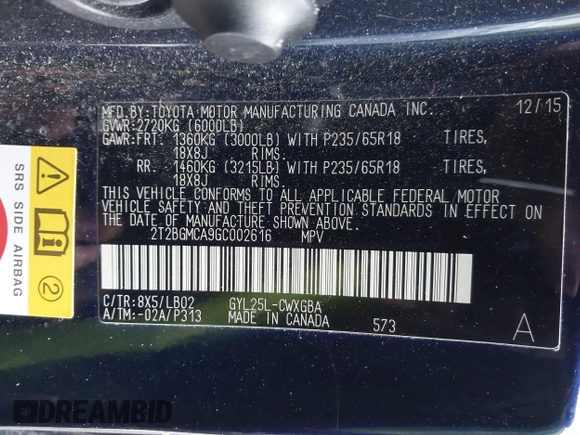 MFD.BY:TOYOTA MOTOR MANUFACTURING CANADA INC. 12/15
GVWR:2720KG (6000LB)
GAWR:FRT. 1360KG (3000LB) WITH P235/65R18 TIRES,
18X8J RIMS.
RR. 1460KG (3215LB) WITH P235/65R18 TIRES,
18X8J RIMS.
THIS VEHICLE CONFORMS TO ALL APPLICABLE FEDERAL MOTOR
VEHICLE SAFETY AND THEFT PREVENTION STANDARDS IN EFFECT ON
THE DATE OF MANUFACTURE SHOWN ABOVE.
2T2BGMCA9GC002616 MPV
C/TR:8X5/LB02 GYL25L-CWXGBA
A/TM:-02A/P313 MADE IN CANADA 573 A
SRS SIDE AIRBAG
2
DREAMBID